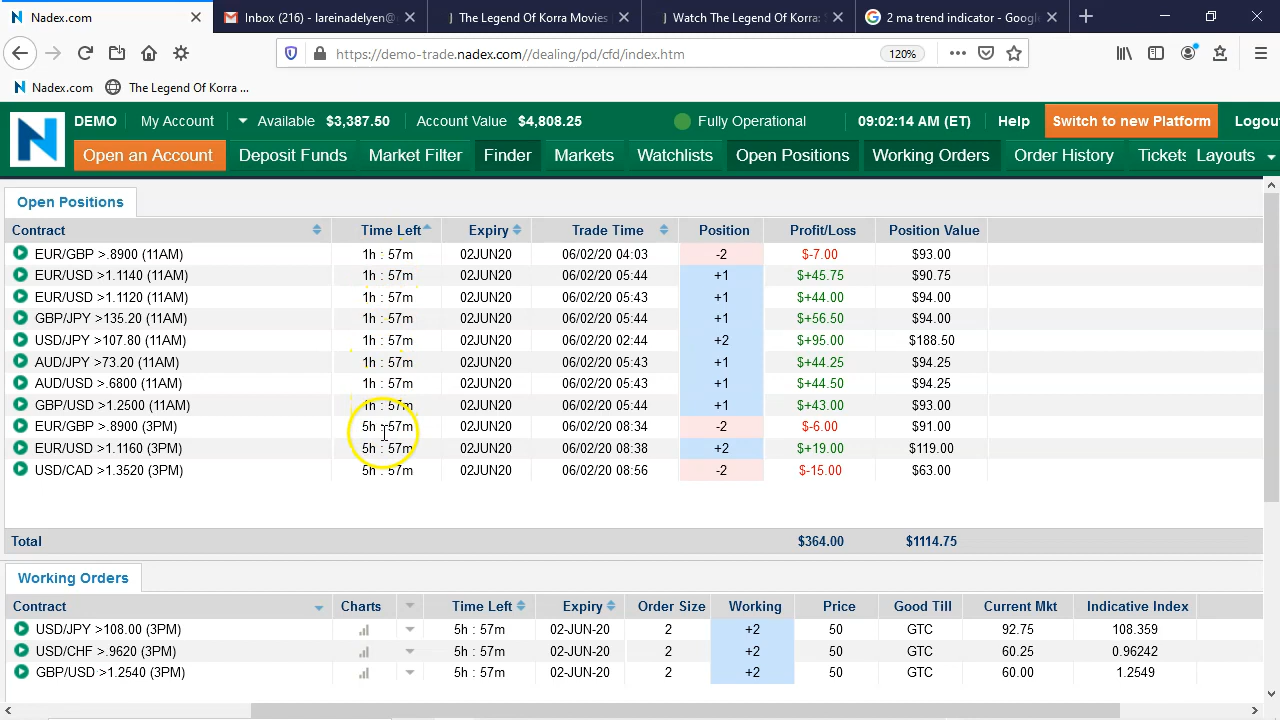 Nadex.com
Inbox (216) - lareinadelyen@
The Legend Of Korra Movies
Watch The Legend Of Korra:
2 ma trend indicator - Google
https://demo-trade.nadex.com//dealing/pd/cfd/index.htm
120%
Nadex.com
The Legend Of Korra ...
DEMO My Account Available $3,387.50 Account Value $4,808.25 Fully Operational 09:02:14 AM (ET) Help Switch to new Platform Logou
N
Open an Account Deposit Funds Market Filter Finder Markets Watchlists Open Positions Working Orders Order History Tickets Layouts
Open Positions
Contract Time Left Expiry Trade Time Position Profit/Loss Position Value
EUR/GBP >.8900 (11AM) 1h : 57m 02JUN20 06/02/20 04:03 -2 $-7.00 $93.00
EUR/USD >1.1140 (11AM) 1h : 57m 02JUN20 06/02/20 05:44 +1 $+45.75 $90.75
EUR/USD >1.1120 (11AM) 1h : 57m 02JUN20 06/02/20 05:43 +1 $+44.00 $94.00
GBP/JPY >135.20 (11AM) 1h : 57m 02JUN20 06/02/20 05:44 +1 $+56.50 $94.00
USD/JPY >107.80 (11AM) 1h : 57m 02JUN20 06/02/20 02:44 +2 $+95.00 $188.50
AUD/JPY >73.20 (11AM) 1h : 57m 02JUN20 06/02/20 05:43 +1 $+44.25 $94.25
AUD/USD >.6800 (11AM) 1h : 57m 02JUN20 06/02/20 05:43 +1 $+44.50 $94.25
GBP/USD >1.2500 (11AM) 1h : 57m 02JUN20 06/02/20 05:44 +1 $+43.00 $93.00
EUR/GBP >.8900 (3PM) 5h : 57m 02JUN20 06/02/20 08:34 -2 $-6.00 $91.00
EUR/USD >1.1160 (3PM) 5h : 57m 02JUN20 06/02/20 08:38 +2 $+19.00 $119.00
USD/CAD >1.3520 (3PM) 5h : 57m 02JUN20 06/02/20 08:56 -2 $-15.00 $63.00
Total $364.00 $1114.75
Working Orders
Contract Charts Time Left Expiry Order Size Working Price Good Till Current Mkt Indicative Index
USD/JPY >108.00 (3PM) 5h : 57m 02-JUN-20 2 +2 50 GTC 92.75 108.359
USD/CHF >.9620 (3PM) 5h : 57m 02-JUN-20 2 +2 50 GTC 60.25 0.96242
GBP/USD >1.2540 (3PM) 5h : 57m 02-JUN-20 2 +2 50 GTC 60.00 1.2549